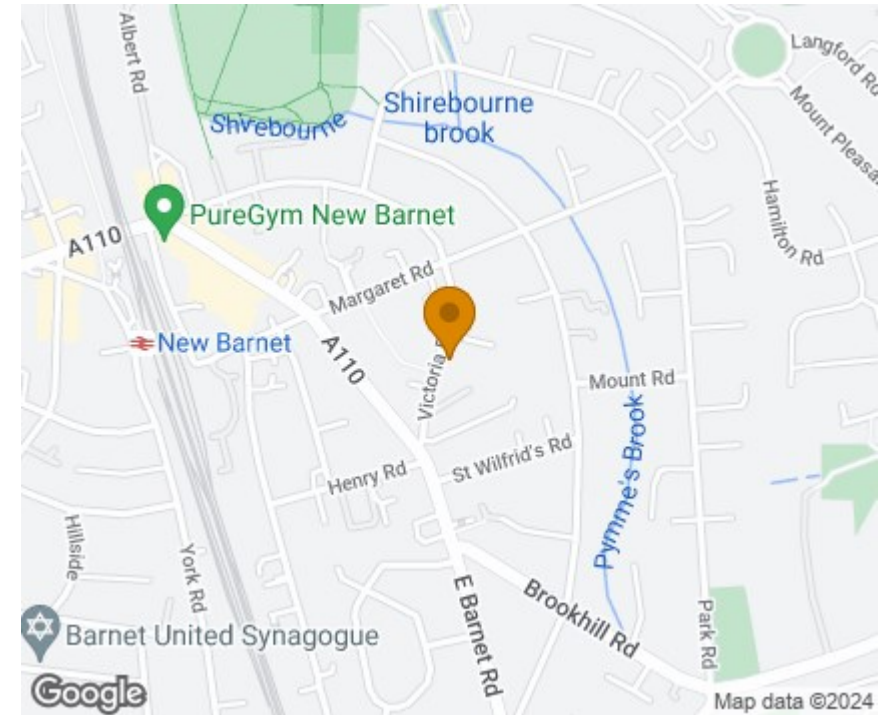 Albert Rd
Langford Rd
Shirebourne
brook
Shirebourne
Mount Pleasa
PureGym New Barnet
A110
Hamilton Rd
Margaret Rd
New Barnet
A110
Victoria
Mount Rd
St Wilfrid's Rd
Henry Rd
Pymme's Brook
Hillside
York Rd
E Barnet Rd
Brookhill Rd
Park Rd
Barnet United Synagogue
Google
Map data ©2024